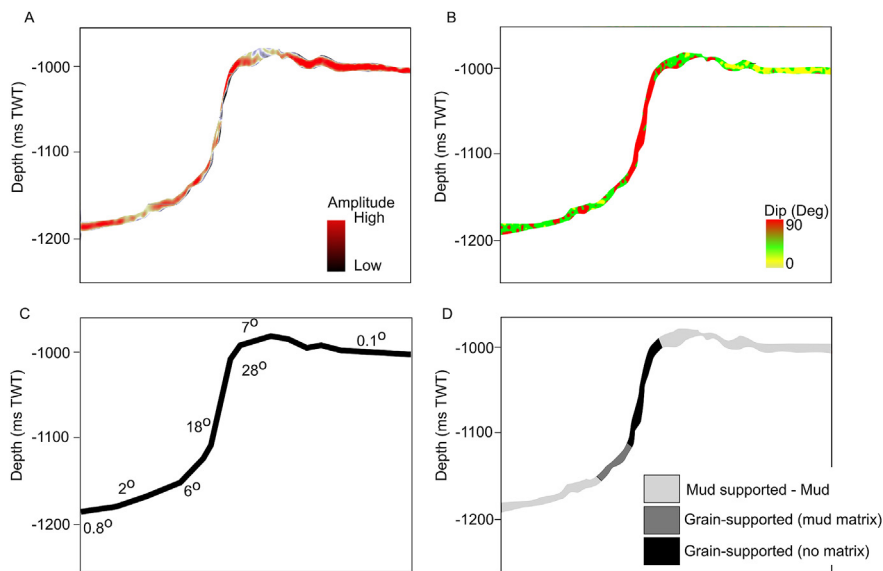 A
Depth (ms TWT)
-1000
-1100
-1200
Amplitude
High
Low
B
Depth (ms TWT)
-1000
-1100
-1200
Dip (Deg)
90
0
C
Depth (ms TWT)
-1000
-1100
-1200
7o
0.1o
28o
18o
2o
6o
0.8o
D
Depth (ms TWT)
-1000
-1100
-1200
Mud supported - Mud
Grain-supported (mud matrix)
Grain-supported (no matrix)